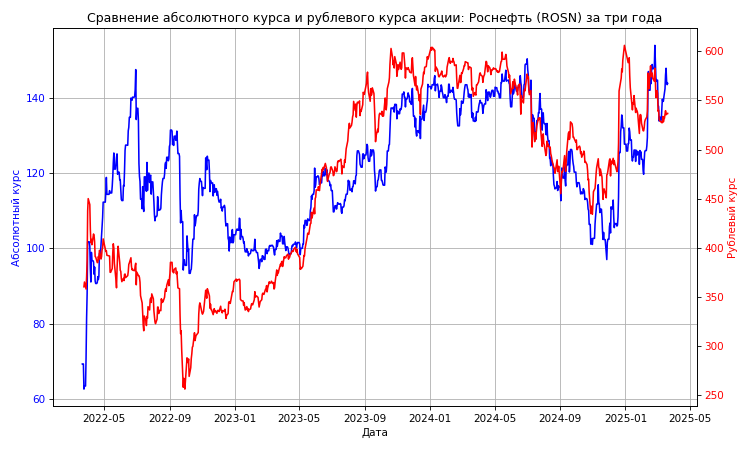 Сравнение абсолютного курса и рублевого курса акции: Роснефть (ROSN) за три года
Абсолютный курс
140
120
100
80
60
600
550
500
450
400
350
300
250
Рублевый курс
2022-05 2022-09 2023-01 2023-05 2023-09 2024-01 2024-05 2024-09 2025-01 2025-05
Дата